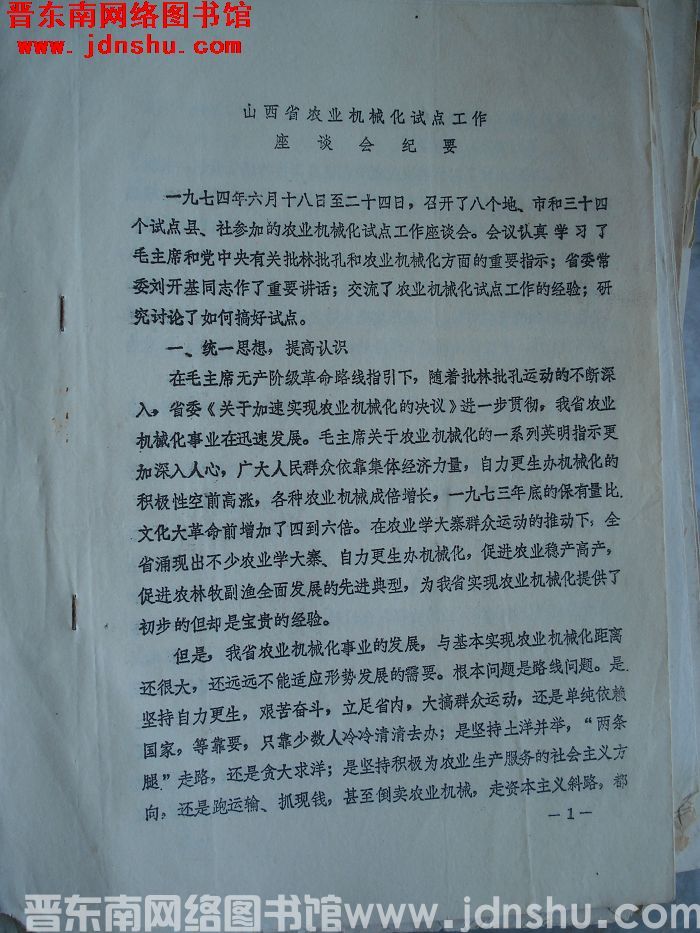 晋东南网络图书馆
www.jdnshu.com
山西省农业机械化试点工作
座谈会纪要
一九七四年六月十八日至二十四日，召开了八个地、市和三十四
个试点县、社参加的农业机械化试点工作座谈会。会议认真学习了
毛主席和党中央有关批林批孔和农业机械化方面的重要指示；省委常
委刘开基同志作了重要讲话；交流了农业机械化试点工作的经验；研
究讨论了如何搞好试点。
一、统一思想，提高认识
在毛主席无产阶级革命路线指引下，随着批林批孔运动的不断深
入，省委《关于加速实现农业机械化的决议》进一步贯彻，我省农业
机械化事业在迅速发展。毛主席关于农业机械化的一系列英明指示更
加深入人心，广大人民群众依靠集体经济力量，自力更生办机械化的
积极性空前高涨，各种农业机械成倍增长，一九七三年底的保有量比
文化大革命前增加了四到六倍。在农业学大寨群众运动的推动下，全
省涌现出不少农业学大寨、自力更生办机械化，促进农业稳产高产，
促进农林牧副渔全面发展的先进典型，为我省实现农业机械化提供了
初步的但却是宝贵的经验。
但是，我省农业机械化事业的发展，与基本实现农业机械化距离
还很大，还远远不能适应形势发展的需要。根本问题是路线问题。是
坚持自力更生，艰苦奋斗，立足省内，大搞群众运动，还是单纯依赖
国家，等靠要，只靠少数人冷冷清清去办；是坚持土洋并举，“两条
腿”走路，还是贪大求洋；是坚持积极为农业生产服务的社会主义方
向，还是跑运输、抓现钱，甚至倒卖农业机械，走资本主义斜路，都
—1—
晋东南网络图书馆 www.jdnshu.com